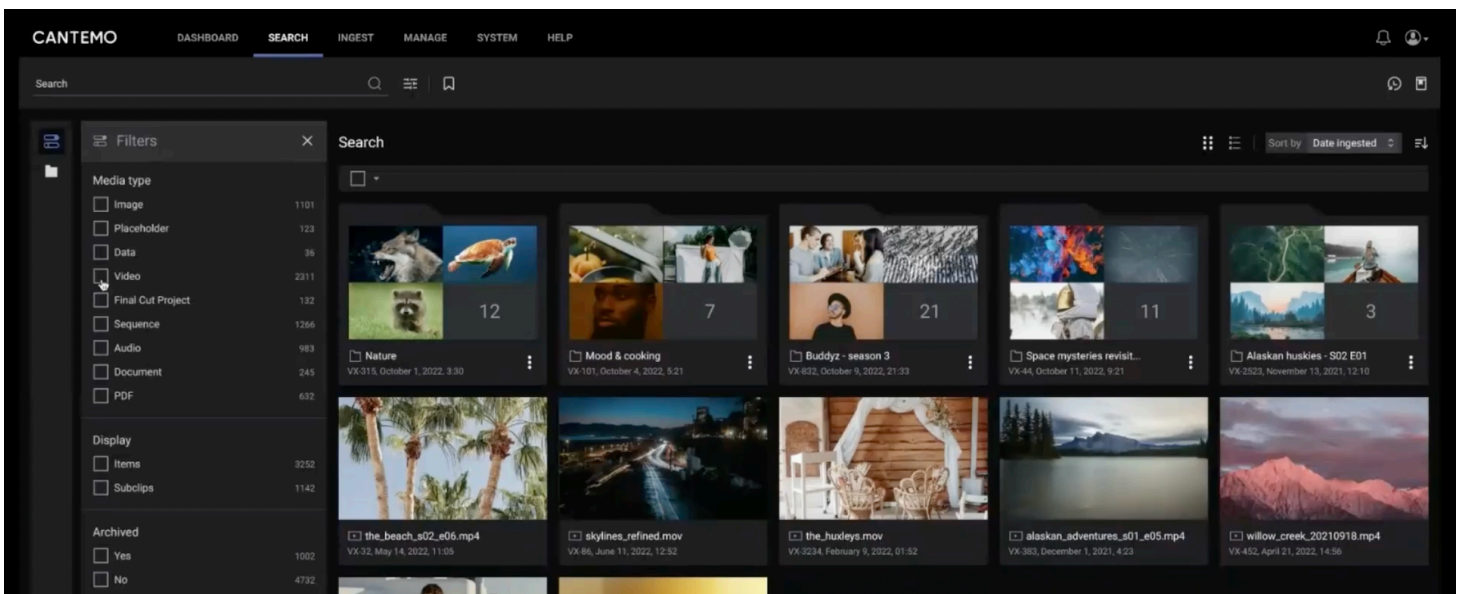 CANTEMO DASHBOARD SEARCH INGEST MANAGE SYSTEM HELP
Search
Filters
Media type
Image 1101
Placeholder 123
Data 36
Video 2311
Final Cut Project 132
Sequence 1266
Audio 983
Document 245
PDF 632
Display
Items 3252
Subclips 1142
Archived
Yes 1002
No 4732
Search
Sort by Date ingested
12
Nature
VX-315, October 1, 2022, 3:30
7
Mood & cooking
VX-101, October 4, 2022, 5:21
21
Buddyz - season 3
VX-832, October 9, 2022, 21:33
11
Space mysteries revisit...
VX-44, October 11, 2022, 9:21
3
Alaskan huskies - S02 E01
VX-2523, November 13, 2021, 12:10
the_beach_s02_e06.mp4
VX-32, May 14, 2022, 11:05
skylines_refined.mov
VX-86, June 11, 2022, 12:52
the_huxleys.mov
VX-3234, February 9, 2022, 01:52
alaskan_adventures_s01_e05.mp4
VX-383, December 1, 2021, 4:23
willow_creek_20210918.mp4
VX-452, April 21, 2022, 14:56